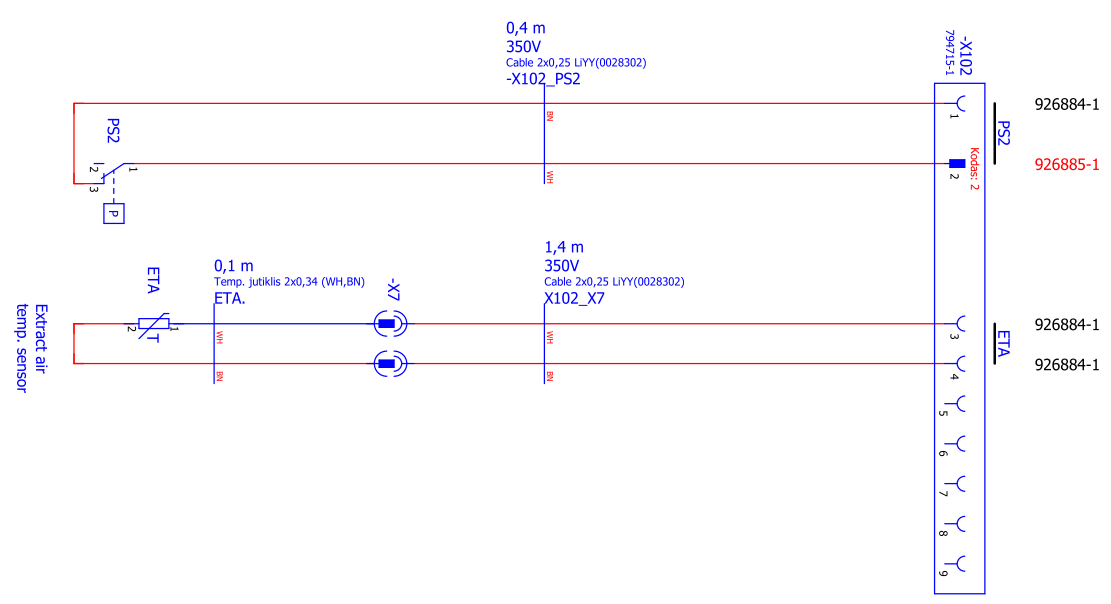 0,4 m
350V
Cable 2x0,25 LiYY(0028302)
-X102_PS2
-X102
794715-1
BN
WH
PS2
1
2
3
P
1
Kodas: 2
2
PS2
926884-1
926885-1
1,4 m
350V
Cable 2x0,25 LiYY(0028302)
X102_X7
0,1 m
Temp. jutiklis 2x0,34 (WH,BN)
ETA.
-X7
ETA
1
2
T
Extract air
temp. sensor
WH
BN
WH
BN
3
4
ETA
926884-1
926884-1
5
6
7
8
9